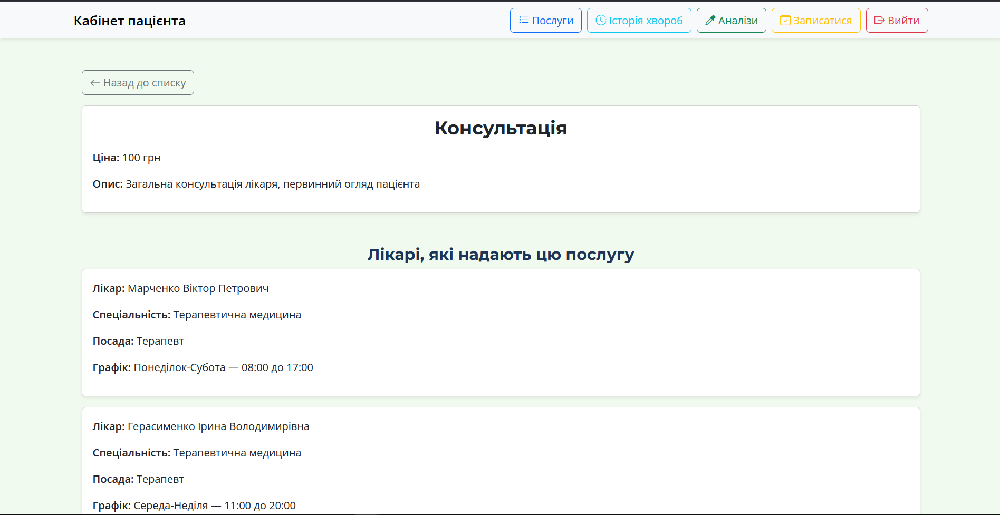 Кабінет пацієнта
Послуги
Історія хвороб
Аналізи
Записатися
Вийти
← Назад до списку
Консультація
Ціна: 100 грн
Опис: Загальна консультація лікаря, первинний огляд пацієнта
Лікарі, які надають цю послугу
Лікар: Марченко Віктор Петрович
Спеціальність: Терапевтична медицина
Посада: Терапевт
Графік: Понеділок-Субота — 08:00 до 17:00
Лікар: Герасименко Ірина Володимирівна
Спеціальність: Терапевтична медицина
Посада: Терапевт
Графік: Середа-Неділя — 11:00 до 20:00